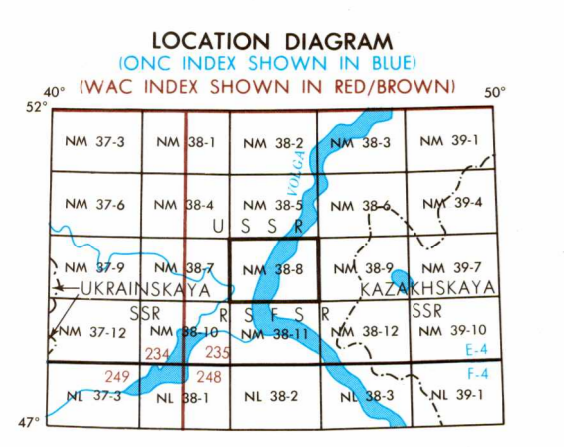 LOCATION DIAGRAM
(ONC INDEX SHOWN IN BLUE)
(WAC INDEX SHOWN IN RED/BROWN)
40° 50°
52°
NM 37-3 NM 38-1 NM 38-2 NM 38-3 NM 39-1
VOLGA
NM 37-6 NM 38-4 NM 38-5 NM 38-6 NM 39-4
U S S R
NM 37-9 NM 38-7 NM 38-8 NM 38-9 NM 39-7
UKRAINSKAYA KAZAKHSKAYA
SSR R S F S R SSR
NM 37-12 NM 38-10 NM 38-11 NM 38-12 NM 39-10
234 235 E-4
249 248 F-4
NL 37-3 NL 38-1 NL 38-2 NL 38-3 NL 39-1
47°